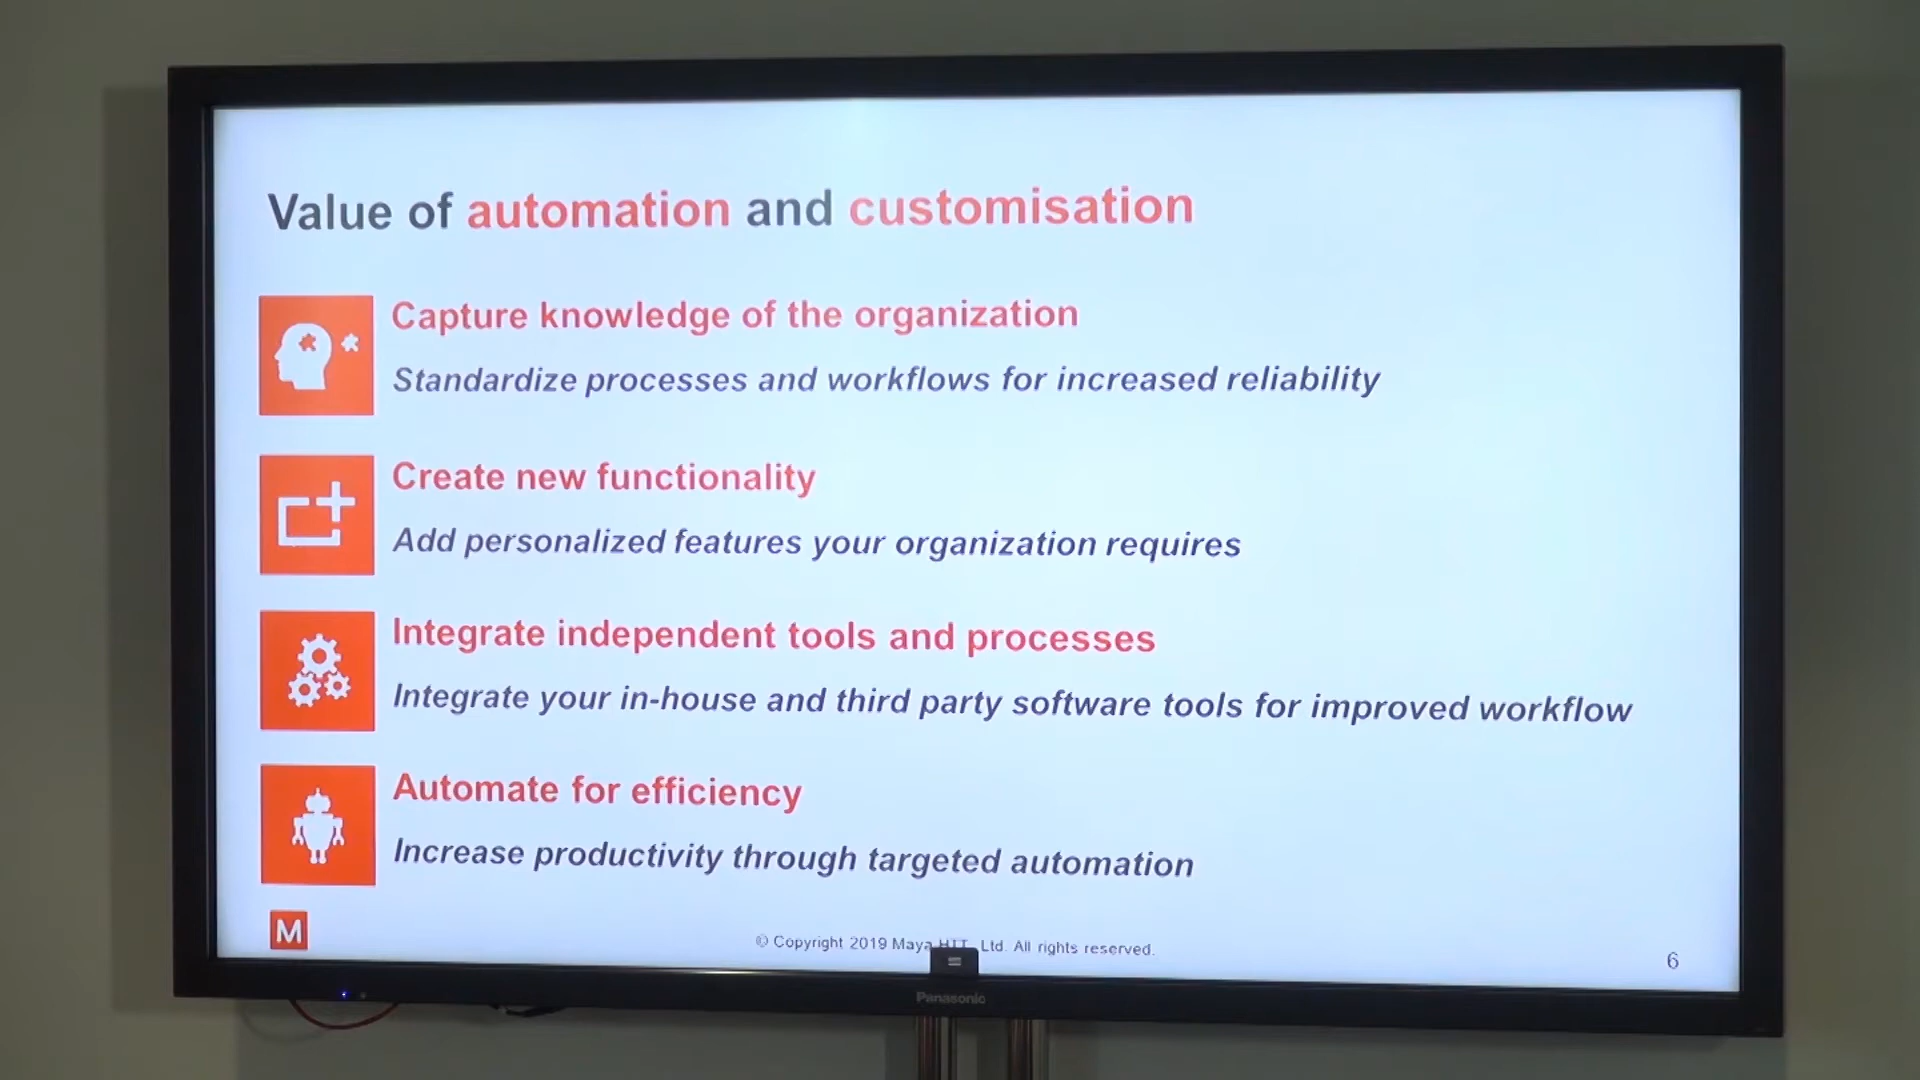 Value of automation and customisation
Capture knowledge of the organization
Standardize processes and workflows for increased reliability
Create new functionality
Add personalized features your organization requires
Integrate independent tools and processes
Integrate your in-house and third party software tools for improved workflow
Automate for efficiency
Increase productivity through targeted automation
M
© Copyright 2019 Maya HTT Ltd. All rights reserved.
6
Panasonic